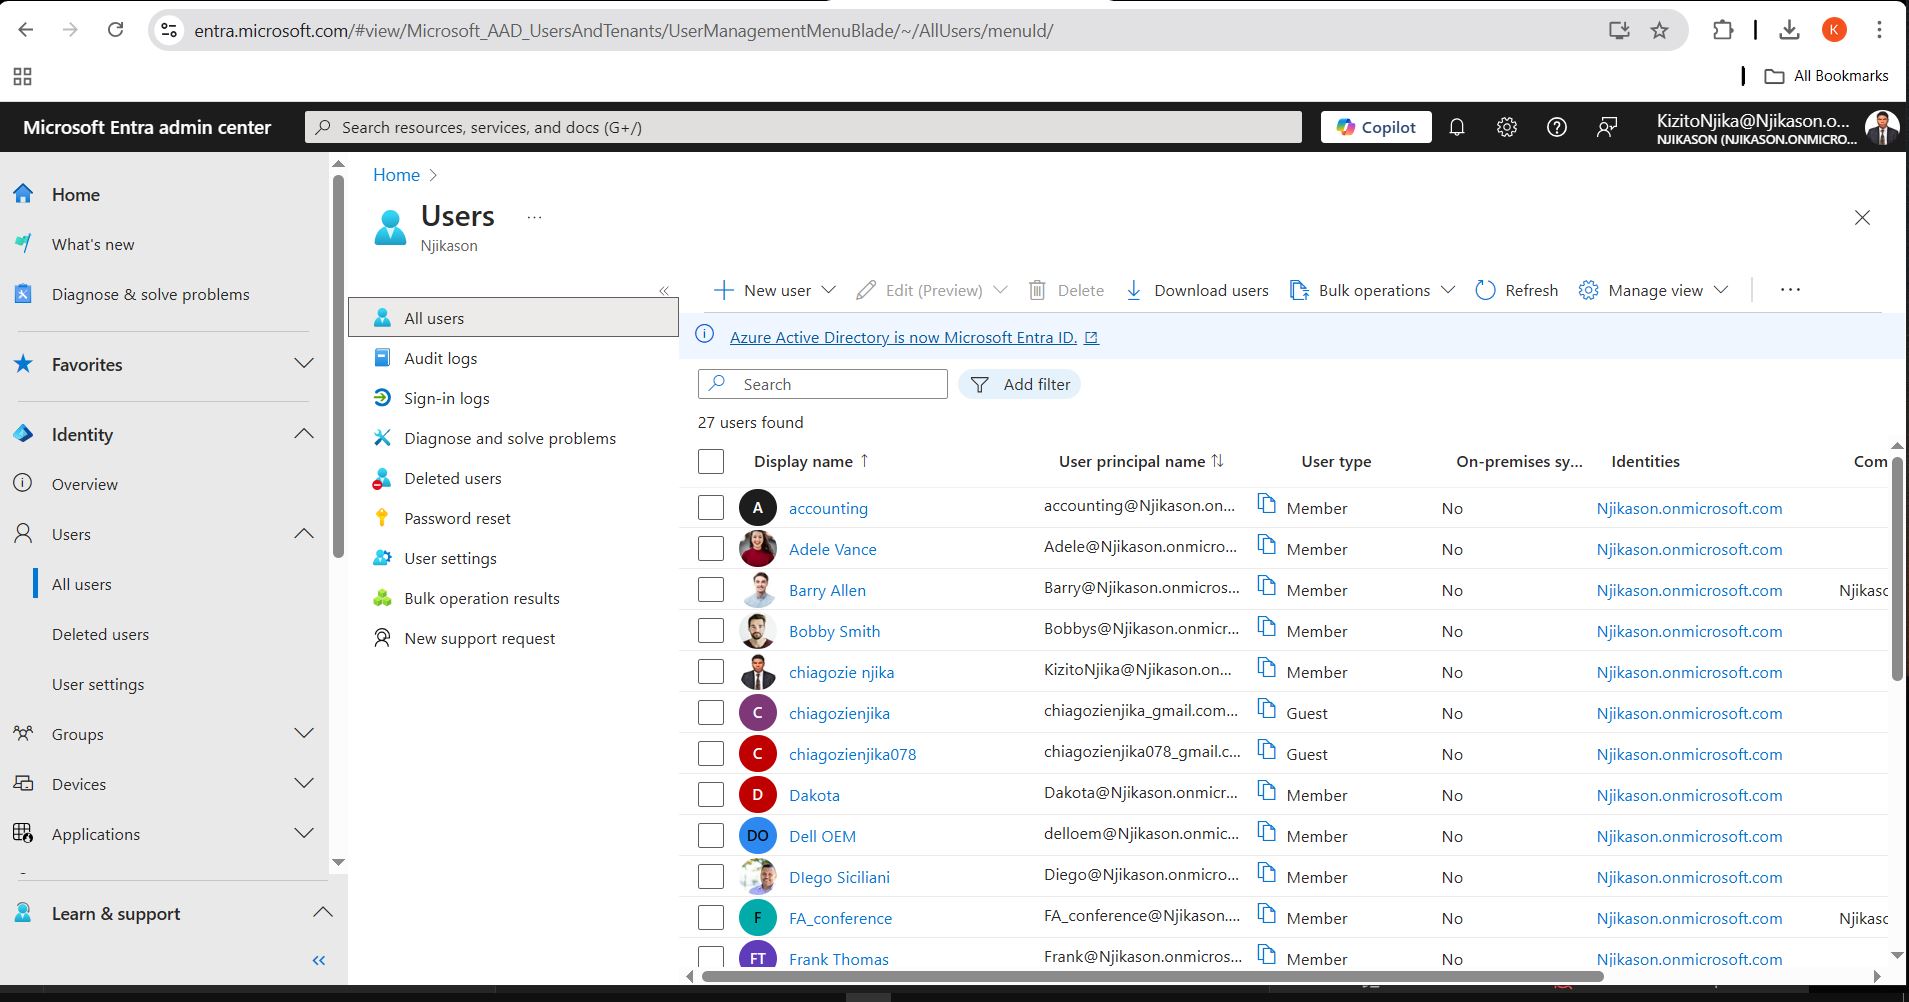 entra.microsoft.com/#view/Microsoft_AAD_UsersAndTenants/UserManagementMenuBlade/~/AllUsers/menuId/
K
All Bookmarks
Microsoft Entra admin center
Search resources, services, and docs (G+/)
Copilot
KizitoNjika@Njikason.o...
NJIKASON (NJIKASON.ONMICRO...
Home
What's new
Diagnose & solve problems
Favorites
Identity
Overview
Users
All users
Deleted users
User settings
Groups
Devices
Applications
Learn & support
Home >
Users ...
Njikason
All users
Audit logs
Sign-in logs
Diagnose and solve problems
Deleted users
Password reset
User settings
Bulk operation results
New support request
New user Edit (Preview) Delete Download users Bulk operations Refresh Manage view ...
Azure Active Directory is now Microsoft Entra ID.
Search Add filter
27 users found
Display name ↑ User principal name ↑↓ User type On-premises sy... Identities Com
A accounting accounting@Njikason.on... Member No Njikason.onmicrosoft.com
Adele Vance Adele@Njikason.onmicro... Member No Njikason.onmicrosoft.com
Barry Allen Barry@Njikason.onmicros... Member No Njikason.onmicrosoft.com Njikasc
Bobby Smith Bobbys@Njikason.onmicr... Member No Njikason.onmicrosoft.com
chiagozie njika KizitoNjika@Njikason.on... Member No Njikason.onmicrosoft.com
C chiagozienjika chiagozienjika_gmail.com... Guest No Njikason.onmicrosoft.com
C chiagozienjika078 chiagozienjika078_gmail.c... Guest No Njikason.onmicrosoft.com
D Dakota Dakota@Njikason.onmicr... Member No Njikason.onmicrosoft.com
DO Dell OEM delloem@Njikason.onmic... Member No Njikason.onmicrosoft.com
DIego Siciliani Diego@Njikason.onmicro... Member No Njikason.onmicrosoft.com
F FA_conference FA_conference@Njikason.... Member No Njikason.onmicrosoft.com Njikasc
FT Frank Thomas Frank@Njikason.onmicros... Member No Njikason.onmicrosoft.com